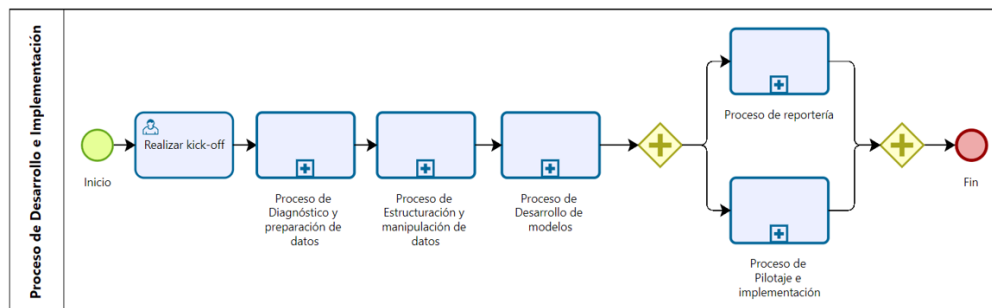 Proceso de Desarrollo e Implementación
Inicio
Realizar kick-off
Proceso de
Diagnóstico y
preparación de
datos
Proceso de
Estructuración y
manipulación de
datos
Proceso de
Desarrollo de
modelos
Proceso de reportería
Proceso de
Pilotaje e
implementación
Fin